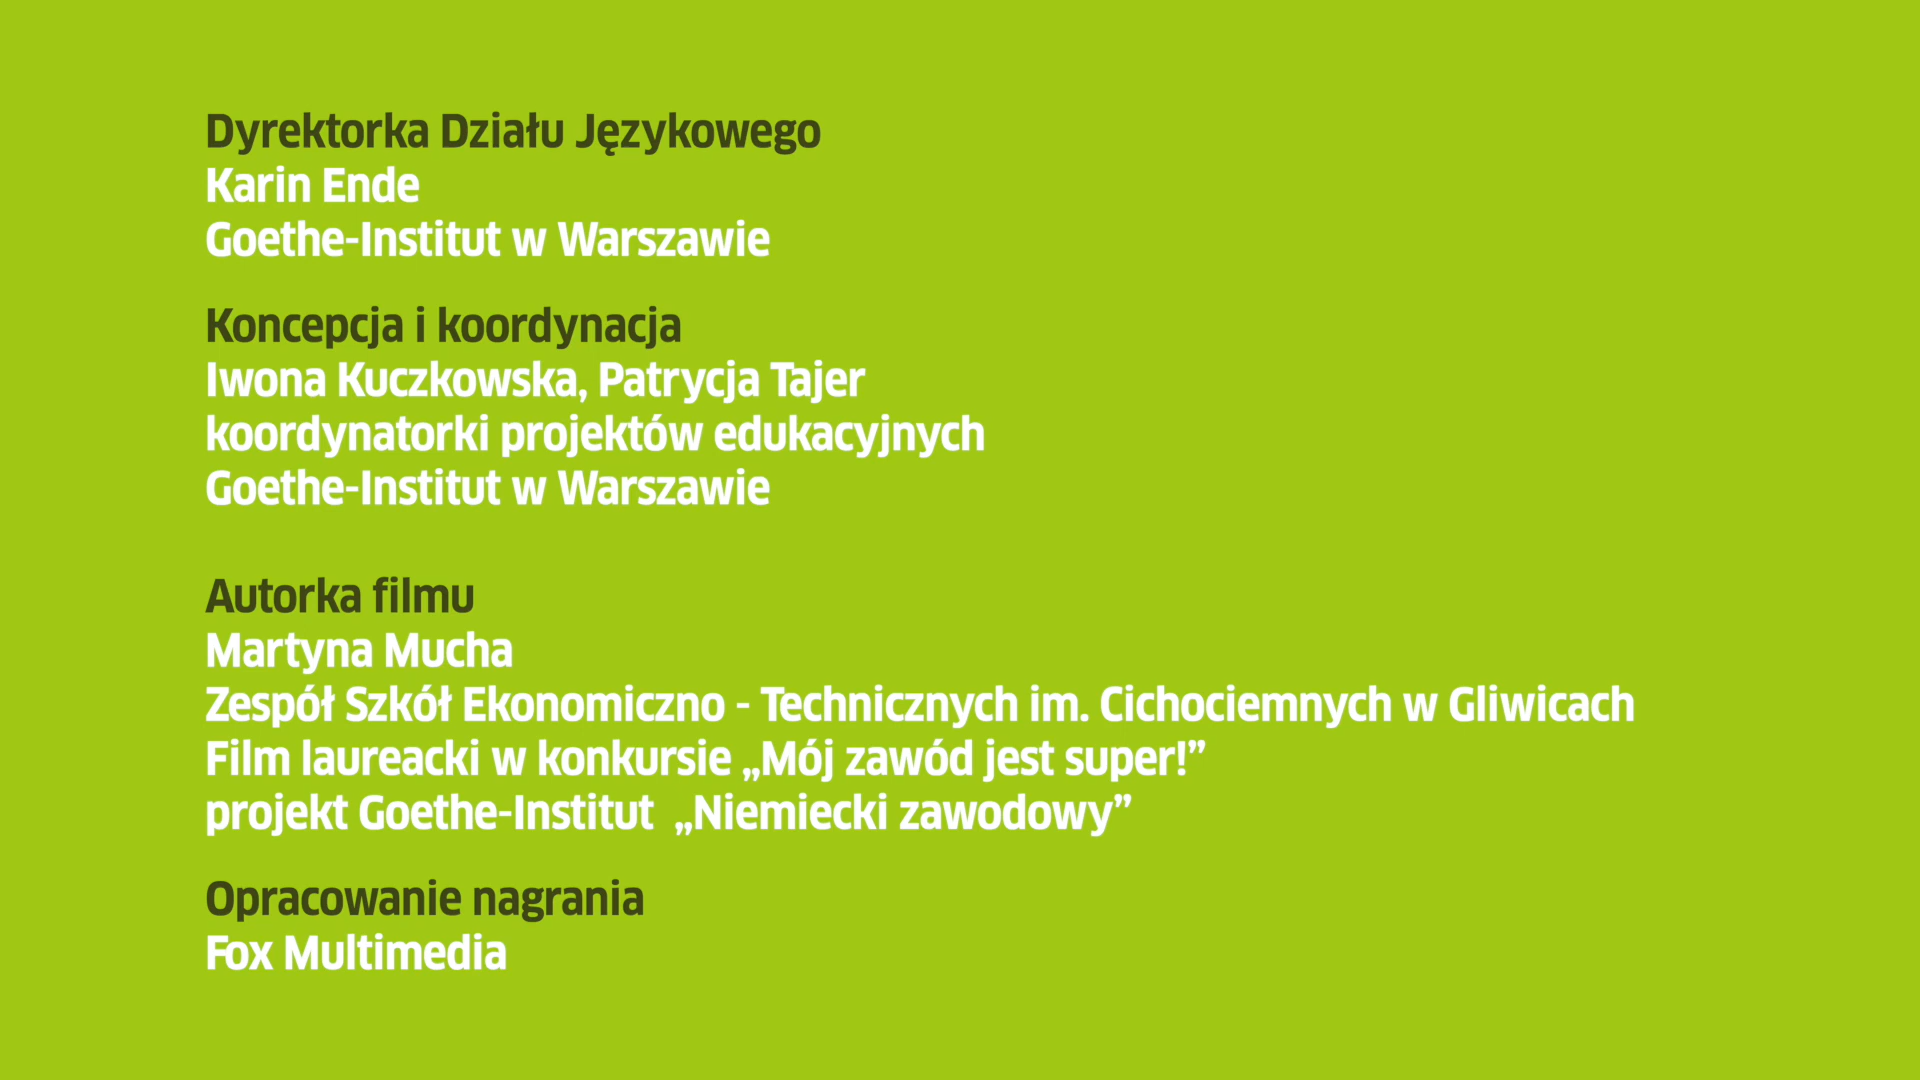 Dyrektorka Działu Językowego
Karin Ende
Goethe-Institut w Warszawie
Koncepcja i koordynacja
Iwona Kuczkowska, Patrycja Tajer
koordynatorki projektów edukacyjnych
Goethe-Institut w Warszawie
Autorka filmu
Martyna Mucha
Zespół Szkół Ekonomiczno - Technicznych im. Cichociemnych w Gliwicach
Film laureacki w konkursie „Mój zawód jest super!”
projekt Goethe-Institut „Niemiecki zawodowy”
Opracowanie nagrania
Fox Multimedia